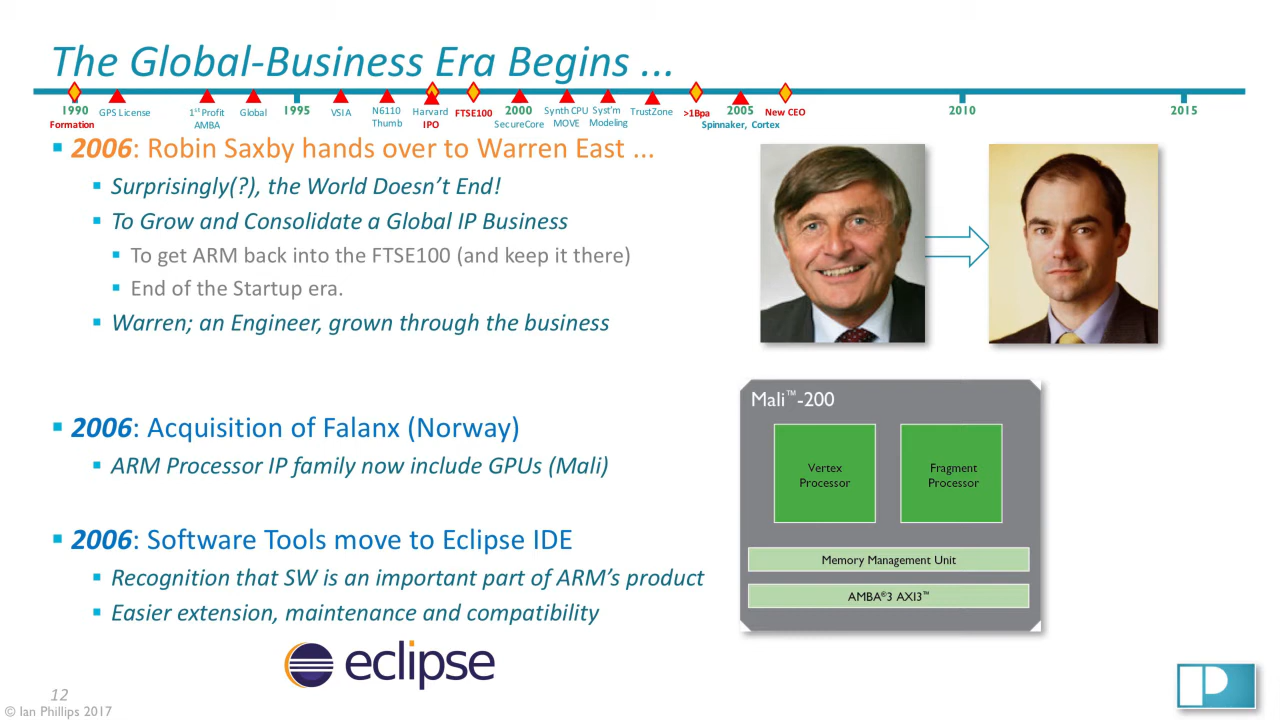 The Global-Business Era Begins ...
1990 GPS License 1st Profit Global 1995 VSIA N6110 Harvard FTSE100 2000 Synth CPU Syst'm TrustZone >1Bpa 2005 New CEO 2010 2015
Formation AMBA Thumb IPO SecureCore MOVE Modeling Spinnaker, Cortex
▪ 2006: Robin Saxby hands over to Warren East ...
▪ Surprisingly(?), the World Doesn't End!
▪ To Grow and Consolidate a Global IP Business
▪ To get ARM back into the FTSE100 (and keep it there)
▪ End of the Startup era.
▪ Warren; an Engineer, grown through the business
▪ 2006: Acquisition of Falanx (Norway)
▪ ARM Processor IP family now include GPUs (Mali)
▪ 2006: Software Tools move to Eclipse IDE
▪ Recognition that SW is an important part of ARM's product
▪ Easier extension, maintenance and compatibility
eclipse
Mali™-200
Vertex
Processor
Fragment
Processor
Memory Management Unit
AMBA®3 AXI3™
12
© Ian Phillips 2017
P